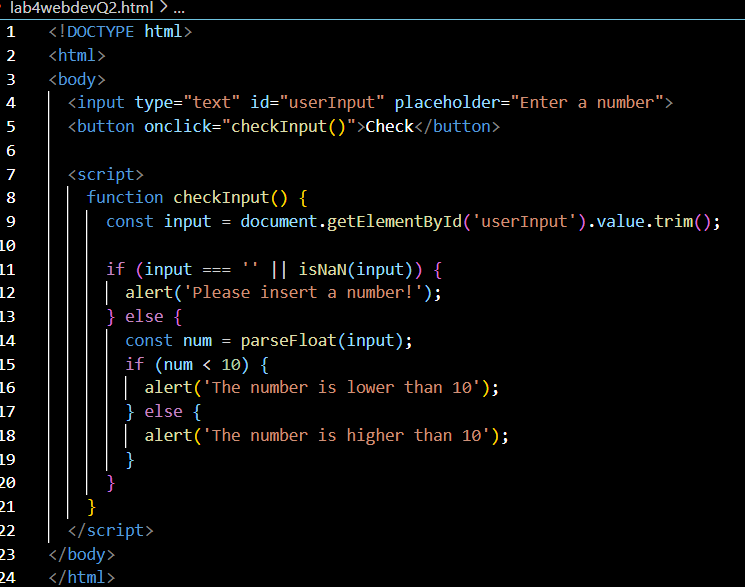 lab4webdevQ2.html > ...
1 <!DOCTYPE html>
2 <html>
3 <body>
4 <input type="text" id="userInput" placeholder="Enter a number">
5 <button onclick="checkInput()">Check</button>
6
7 <script>
8 function checkInput() {
9 const input = document.getElementById('userInput').value.trim();
10
11 if (input === '' || isNaN(input)) {
12 alert('Please insert a number!');
13 } else {
14 const num = parseFloat(input);
15 if (num < 10) {
16 alert('The number is lower than 10');
17 } else {
18 alert('The number is higher than 10');
19 }
20 }
21 }
22 </script>
23 </body>
24 </html>